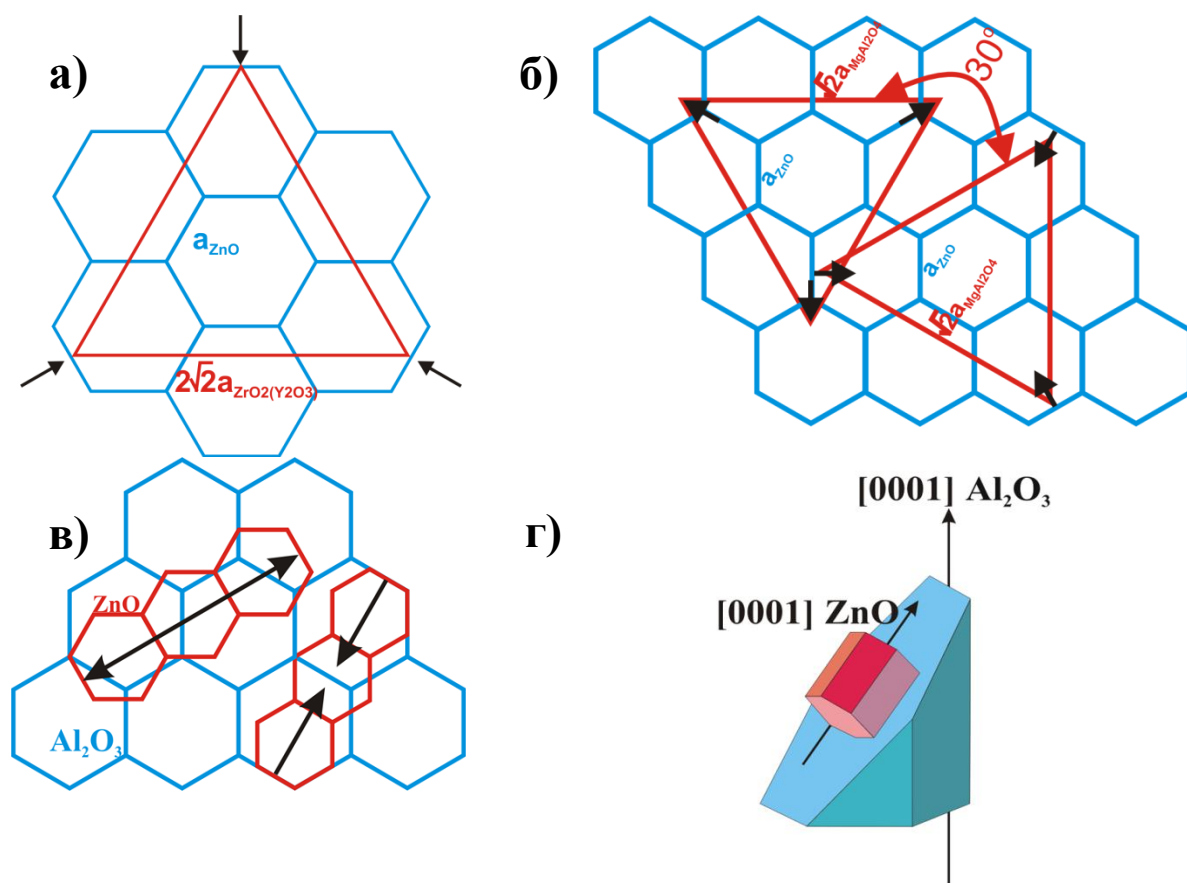 а)
a_ZnO
2√2a_ZrO2(Y2O3)
б)
√2a_MgAl2O4
30°
a_ZnO
a_ZnO
√2a_MgAl2O4
в)
ZnO
Al₂O₃
г)
[0001] Al₂O₃
[0001] ZnO